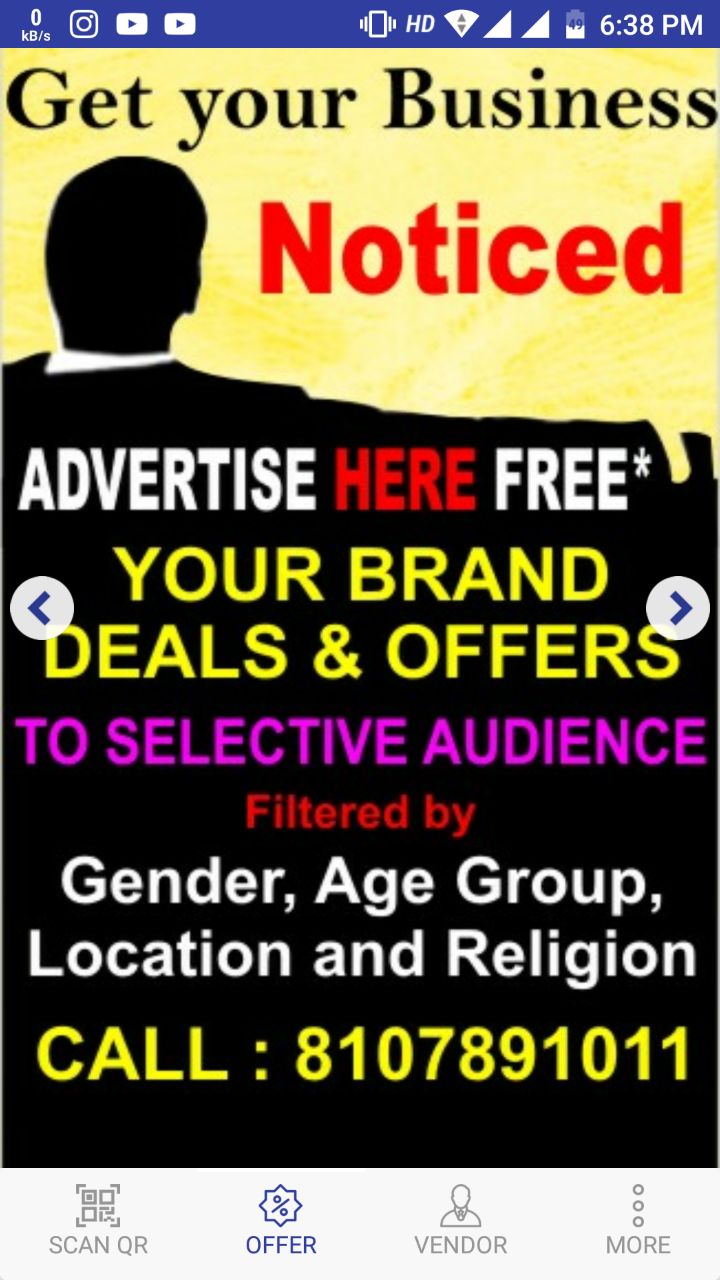 0
kB/s
HD
49
6:38 PM
Get your Business
Noticed
ADVERTISE HERE FREE*
YOUR BRAND
DEALS & OFFERS
TO SELECTIVE AUDIENCE
Filtered by
Gender, Age Group,
Location and Religion
CALL : 8107891011
SCAN QR
OFFER
VENDOR
MORE